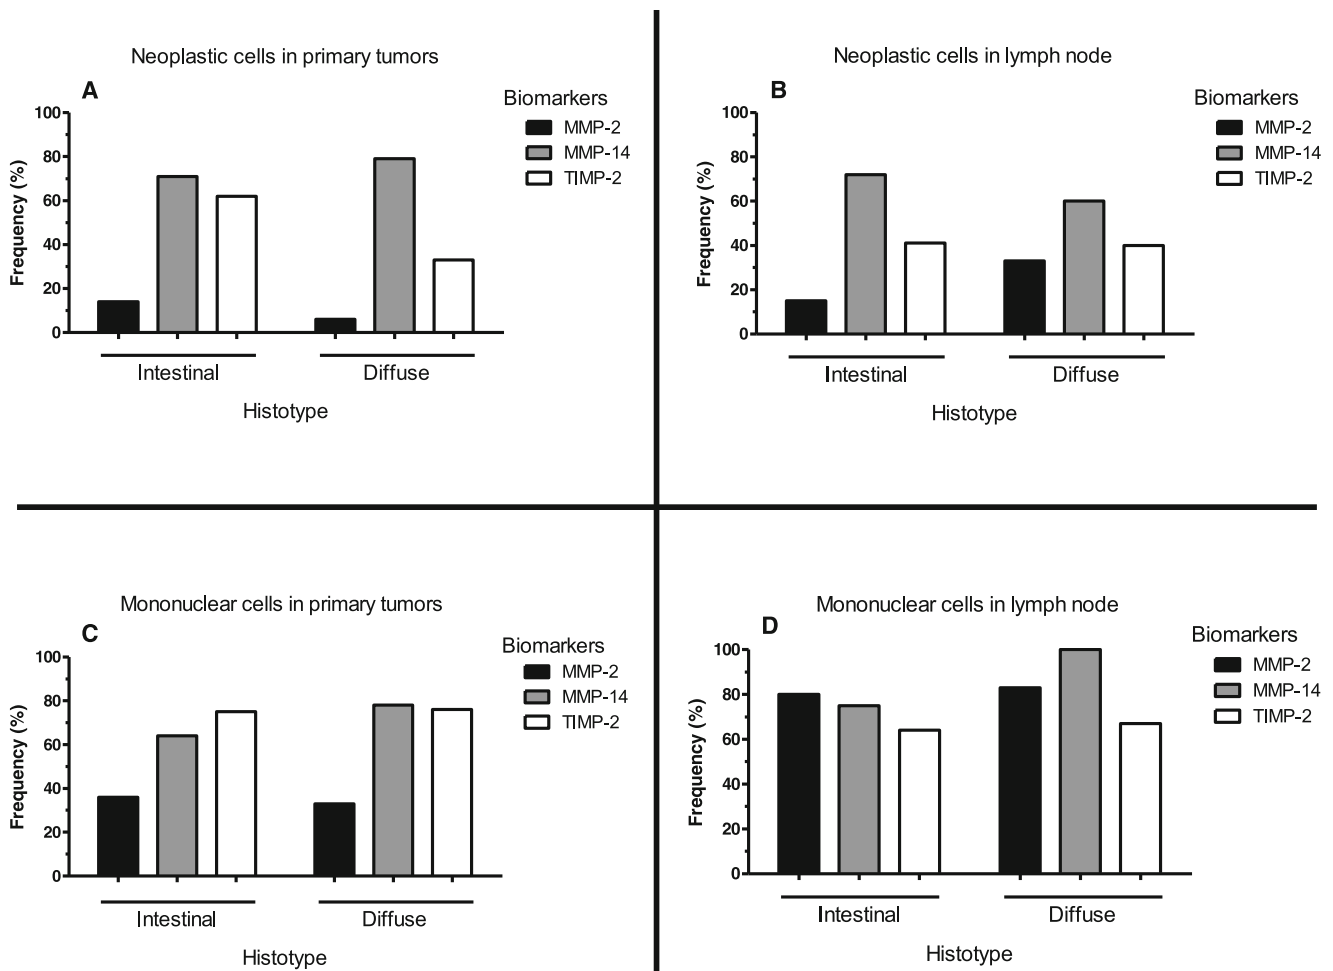 Neoplastic cells in primary tumors
A
Biomarkers
MMP-2
MMP-14
TIMP-2
Frequency (%)
100
80
60
40
20
0
Intestinal
Diffuse
Histotype
Neoplastic cells in lymph node
B
Biomarkers
MMP-2
MMP-14
TIMP-2
Frequency (%)
100
80
60
40
20
0
Intestinal
Diffuse
Histotype
Mononuclear cells in primary tumors
C
Biomarkers
MMP-2
MMP-14
TIMP-2
Frequency (%)
100
80
60
40
20
0
Intestinal
Diffuse
Histotype
Mononuclear cells in lymph node
D
Biomarkers
MMP-2
MMP-14
TIMP-2
Frequency (%)
100
80
60
40
20
0
Intestinal
Diffuse
Histotype